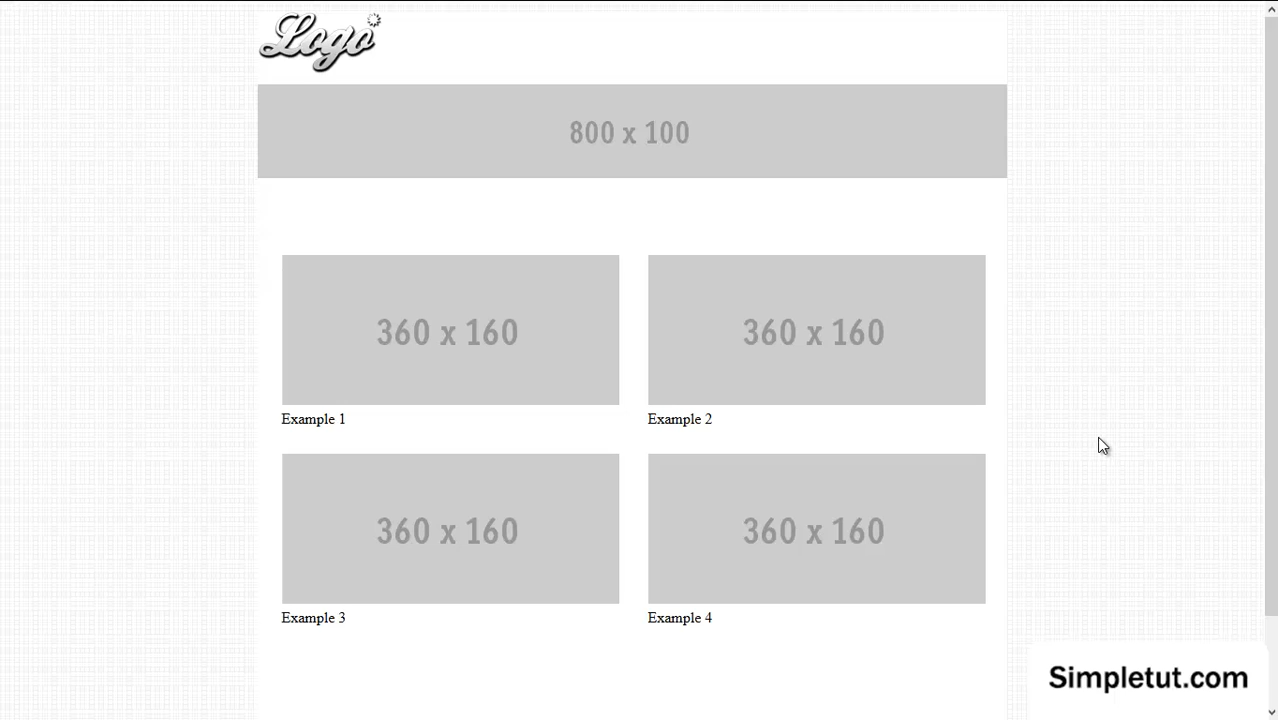 Logo
800 x 100
360 x 160
360 x 160
Example 1
Example 2
360 x 160
360 x 160
Example 3
Example 4
Simpletut.com